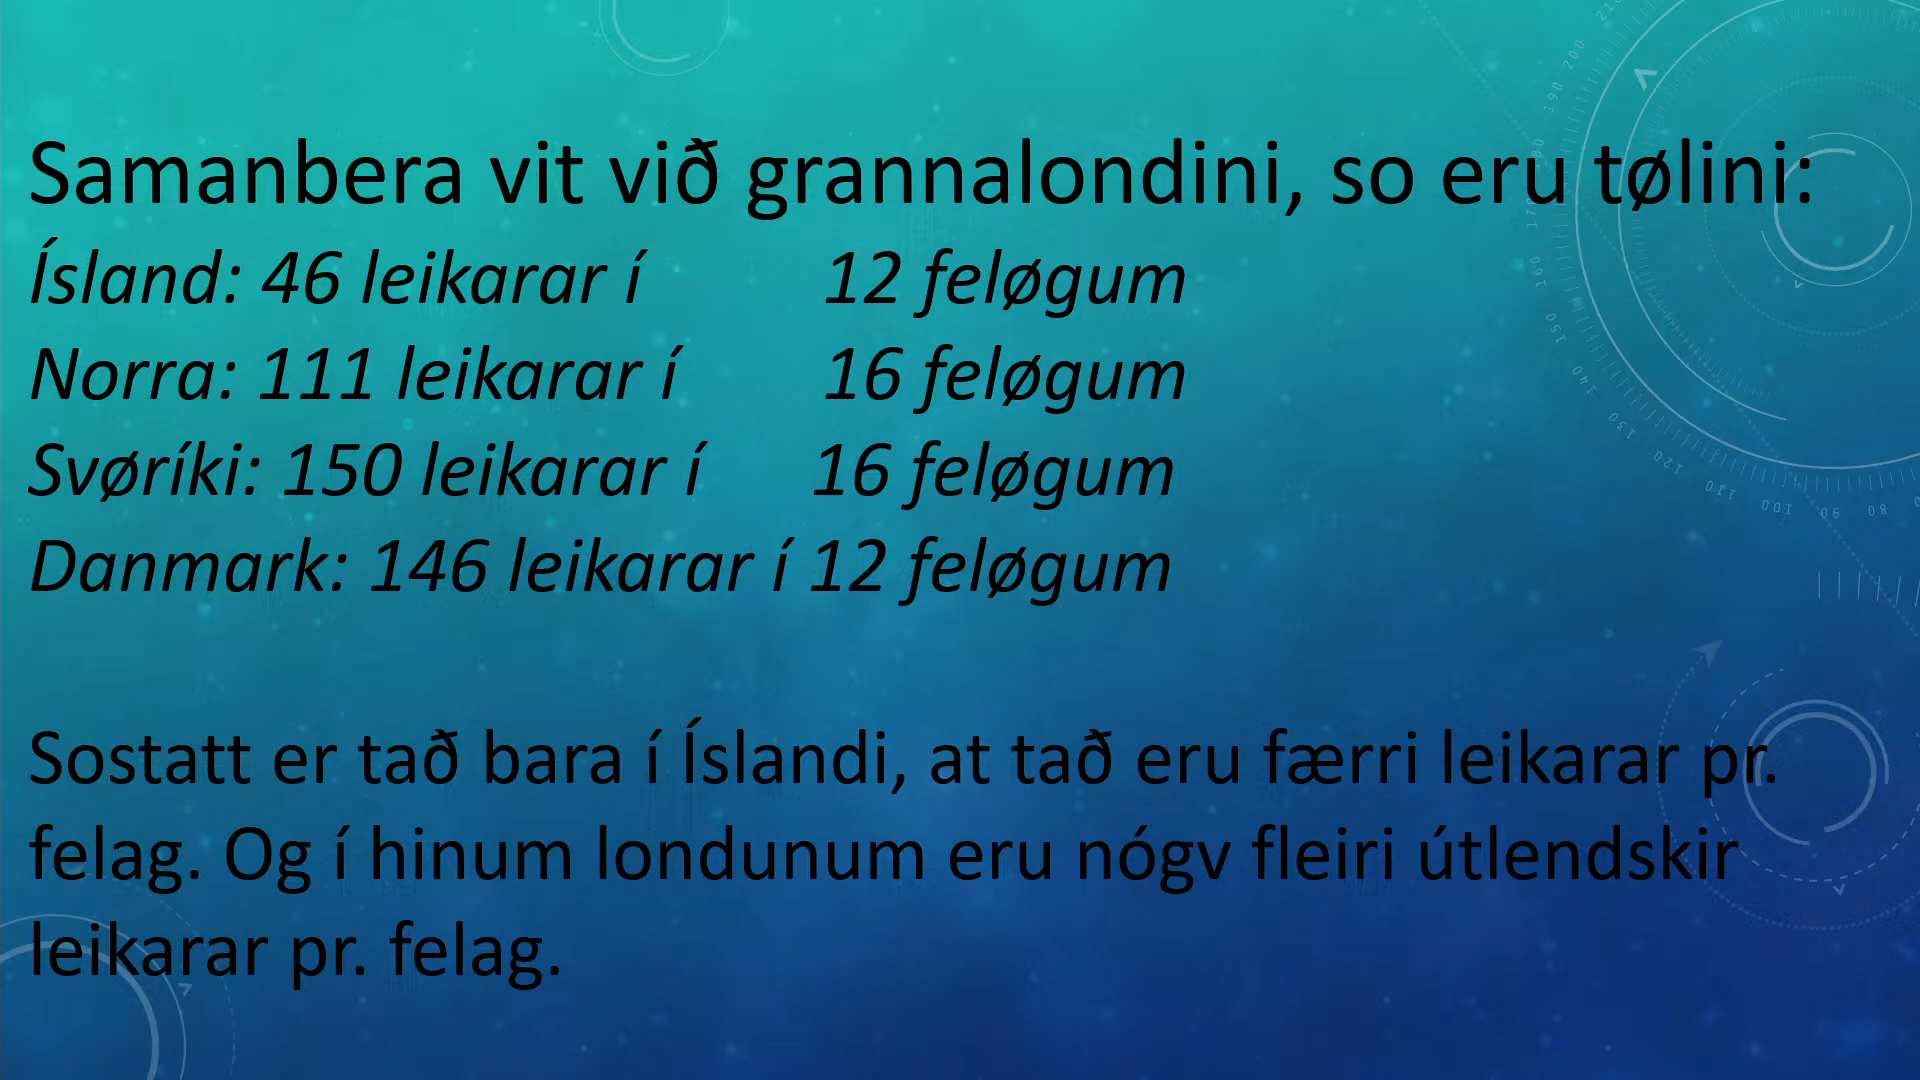 Samanbera vit við grannalondini, so eru tølini:
Ísland: 46 leikarar í 12 feløgum
Norra: 111 leikarar í 16 feløgum
Svøríki: 150 leikarar í 16 feløgum
Danmark: 146 leikarar í 12 feløgum
Sostatt er tað bara í Íslandi, at tað eru færri leikarar pr.
felag. Og í hinum londunum eru nógv fleiri útlendskir
leikarar pr. felag.